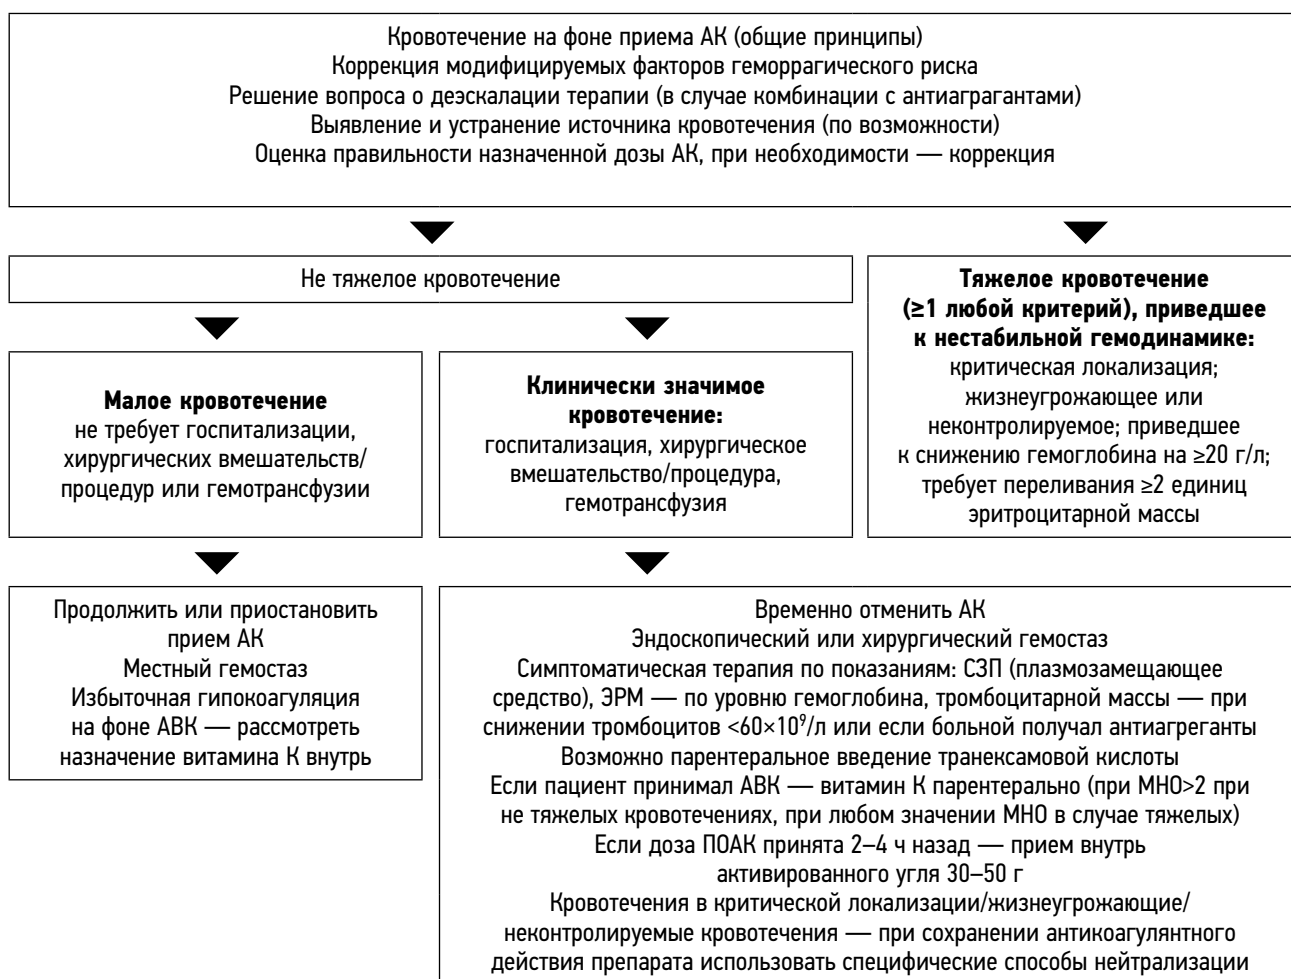 Кровотечение на фоне приема АК (общие принципы)
Коррекция модифицируемых факторов геморрагического риска
Решение вопроса о деэскалации терапии (в случае комбинации с антиаграгантами)
Выявление и устранение источника кровотечения (по возможности)
Оценка правильности назначенной дозы АК, при необходимости — коррекция
Не тяжелое кровотечение
Малое кровотечение
не требует госпитализации,
хирургических вмешательств/
процедур или гемотрансфузии
Клинически значимое
кровотечение:
госпитализация, хирургическое
вмешательство/процедура,
гемотрансфузия
Тяжелое кровотечение
(≥1 любой критерий), приведшее
к нестабильной гемодинамике:
критическая локализация;
жизнеугрожающее или
неконтролируемое; приведшее
к снижению гемоглобина на ≥20 г/л;
требует переливания ≥2 единиц
эритроцитарной массы
Продолжить или приостановить
прием АК
Местный гемостаз
Избыточная гипокоагуляция
на фоне АВК — рассмотреть
назначение витамина К внутрь
Временно отменить АК
Эндоскопический или хирургический гемостаз
Симптоматическая терапия по показаниям: СЗП (плазмозамещающее
средство), ЭРМ — по уровню гемоглобина, тромбоцитарной массы — при
снижении тромбоцитов <60×10⁹/л или если больной получал антиагреганты
Возможно парентеральное введение транексамовой кислоты
Если пациент принимал АВК — витамин К парентерально (при МНО>2 при
не тяжелых кровотечениях, при любом значении МНО в случае тяжелых)
Если доза ПОАК принята 2–4 ч назад — прием внутрь
активированного угля 30–50 г
Кровотечения в критической локализации/жизнеугрожающие/
неконтролируемые кровотечения — при сохранении антикоагулянтного
действия препарата использовать специфические способы нейтрализации